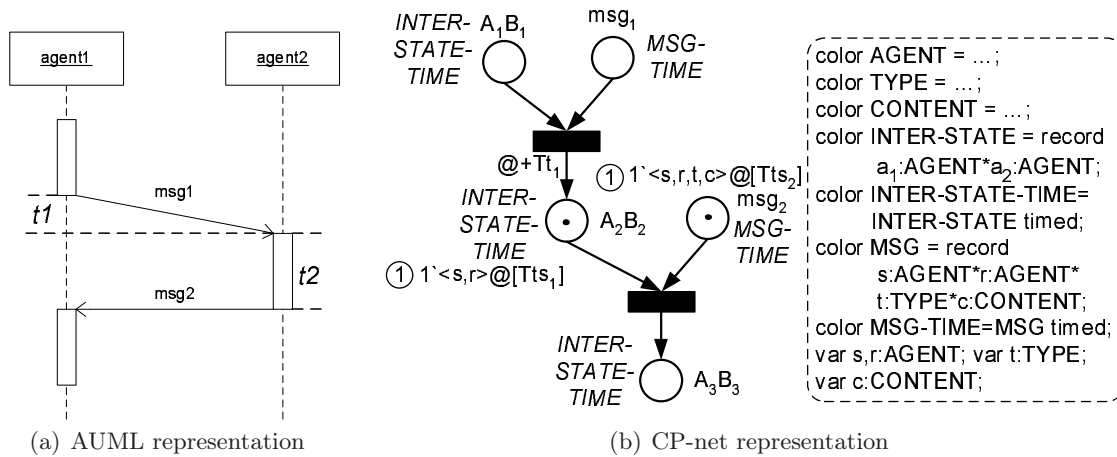 agent1
agent2
msg1
t1
t2
msg2
(a) AUML representation
INTER-
STATE-
TIME
A₁B₁
msg₁
MSG-
TIME
@+Tt₁
① 1`<s,r,t,c>@[Tts₂]
INTER-
STATE-
TIME
A₂B₂
msg₂
MSG-
TIME
① 1`<s,r>@[Tts₁]
INTER-
STATE-
TIME
A₃B₃
color AGENT = ...;
color TYPE = ...;
color CONTENT = ...;
color INTER-STATE = record
a₁:AGENT*a₂:AGENT;
color INTER-STATE-TIME=
INTER-STATE timed;
color MSG = record
s:AGENT*r:AGENT*
t:TYPE*c:CONTENT;
color MSG-TIME=MSG timed;
var s,r:AGENT; var t:TYPE;
var c:CONTENT;
(b) CP-net representation